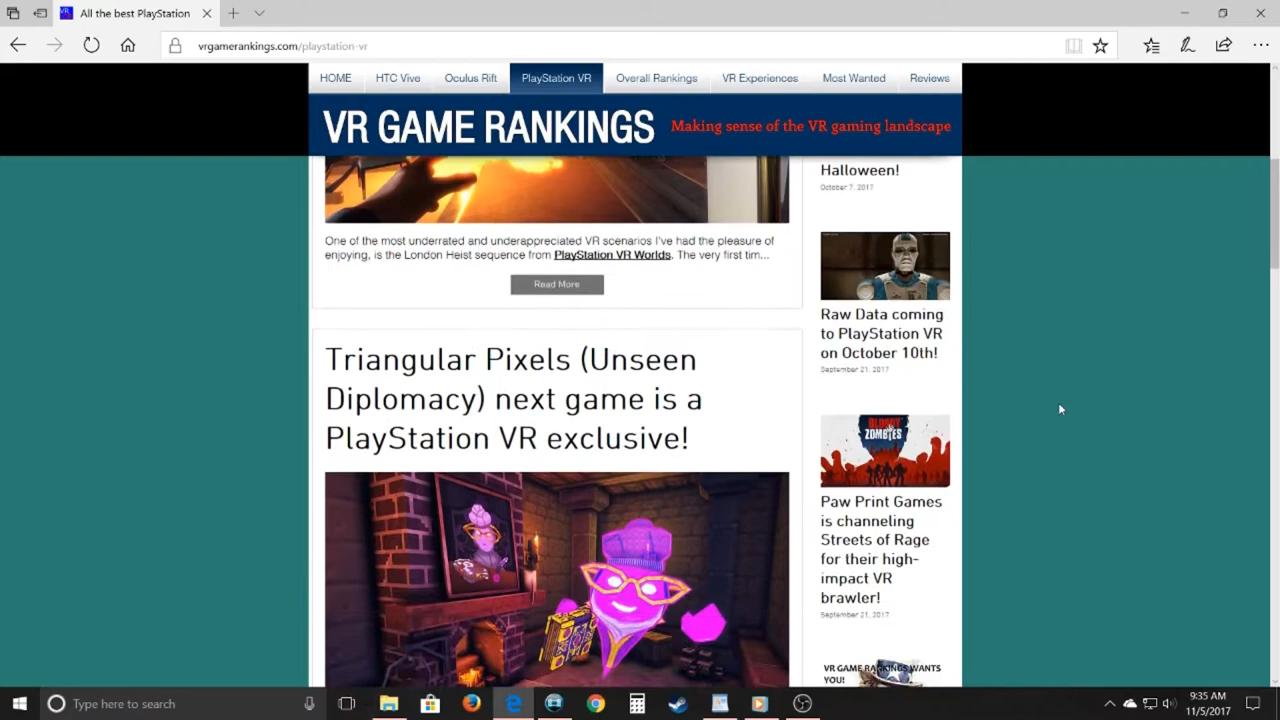 All the best PlayStation
vrgamerankings.com/playstation-vr
HOME HTC Vive Oculus Rift PlayStation VR Overall Rankings VR Experiences Most Wanted Reviews
VR GAME RANKINGS Making sense of the VR gaming landscape
One of the most underrated and underappreciated VR scenarios I've had the pleasure of
enjoying, is the London Heist sequence from PlayStation VR Worlds. The very first tim...
Read More
Triangular Pixels (Unseen
Diplomacy) next game is a
PlayStation VR exclusive!
Halloween!
October 7, 2017
Raw Data coming
to PlayStation VR
on October 10th!
September 21, 2017
BLOODY
ZOMBIES
Paw Print Games
is channeling
Streets of Rage
for their high-
impact VR
brawler!
September 21, 2017
VR GAME RANKINGS WANTS
YOU!
Type here to search
9:35 AM
11/5/2017